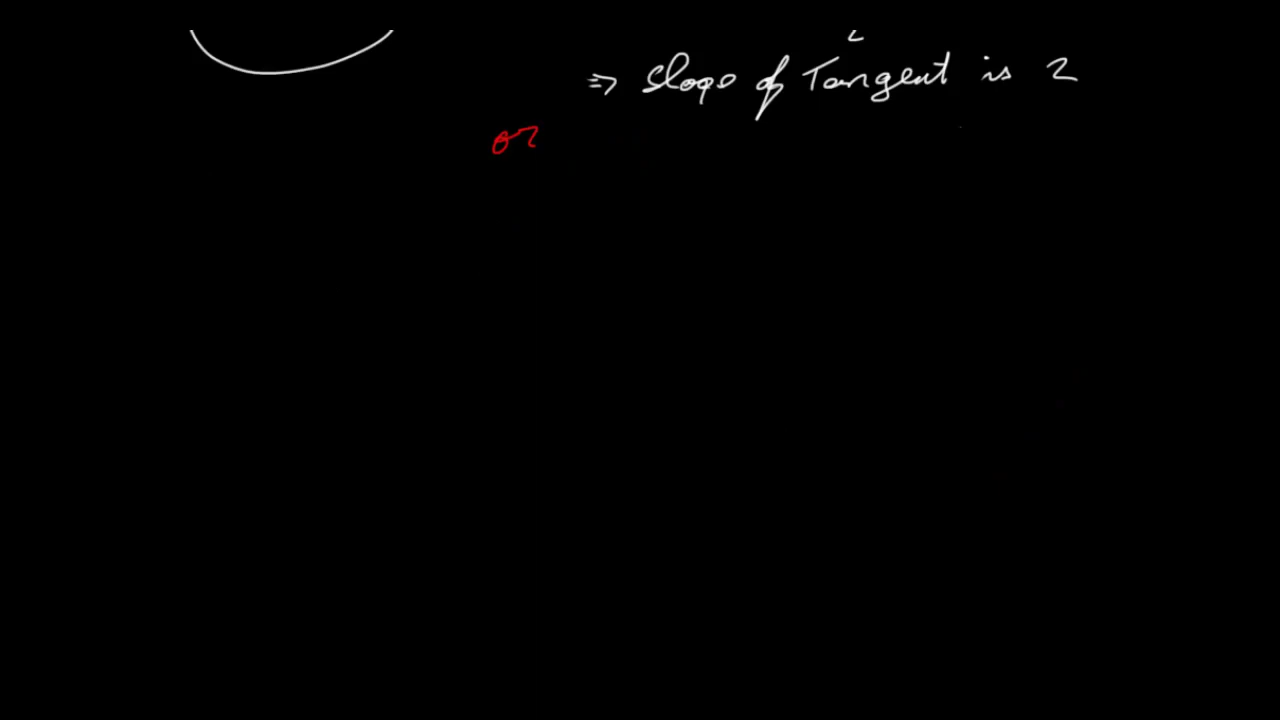 ⇒ Slope of Tangent is 2
or